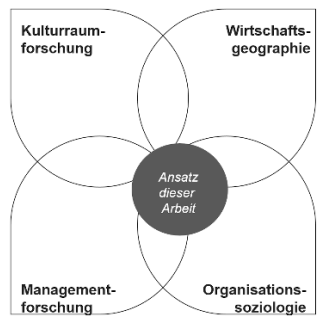 Kulturraum-
forschung
Wirtschafts-
geographie
Ansatz
dieser
Arbeit
Management-
forschung
Organisations-
soziologie